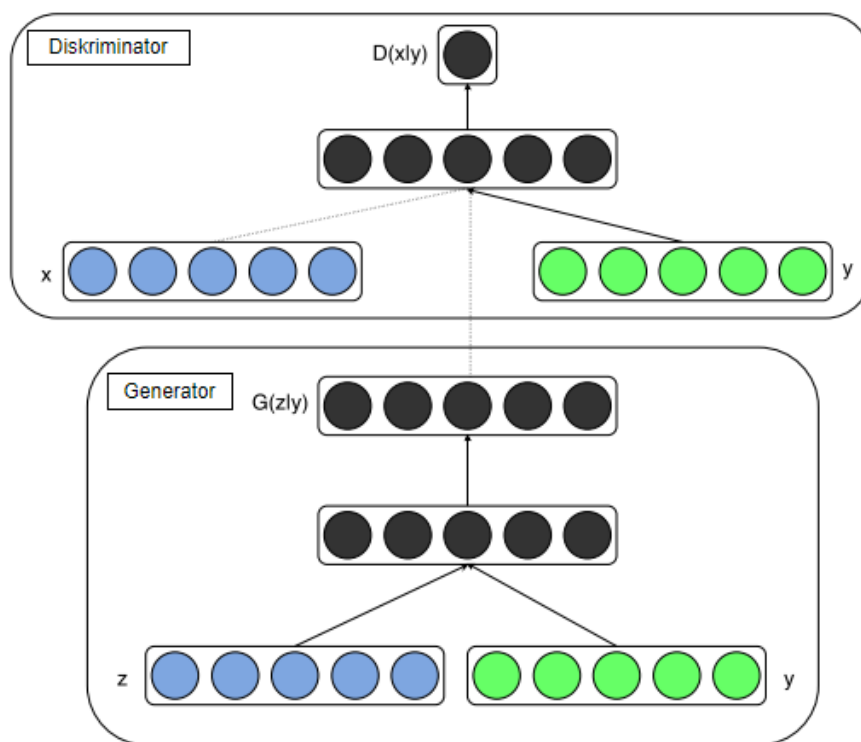 Diskriminator
D(x|y)
x
y
Generator
G(z|y)
z
y